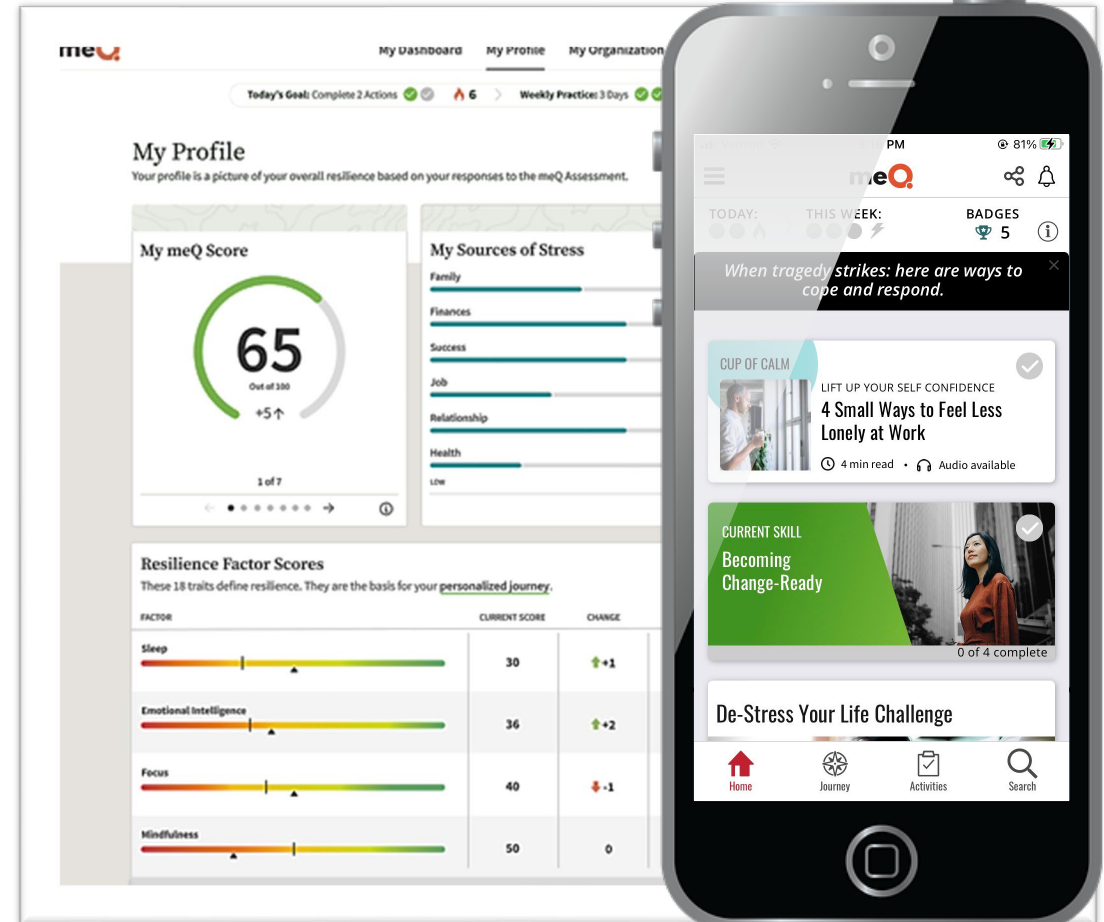 meQ
My Dashboard My Profile My Organization
Today's Goal: Complete 2 Actions 6 Weekly Practice: 3 Days
My Profile
Your profile is a picture of your overall resilience based on your responses to the meQ Assessment.
My meQ Score
65
Out of 100
+5
1 of 7
My Sources of Stress
Family
Finances
Success
Job
Relationship
Health
LOW
Resilience Factor Scores
These 18 traits define resilience. They are the basis for your personalized journey.
FACTOR CURRENT SCORE CHANGE
Sleep 30 +1
Emotional Intelligence 36 +2
Focus 40 -1
Mindfulness 50 0
PM 81%
meQ
TODAY: THIS WEEK: BADGES
5
When tragedy strikes: here are ways to
cope and respond.
CUP OF CALM
LIFT UP YOUR SELF CONFIDENCE
4 Small Ways to Feel Less
Lonely at Work
4 min read • Audio available
CURRENT SKILL
Becoming
Change-Ready
0 of 4 complete
De-Stress Your Life Challenge
Home Journey Activities Search